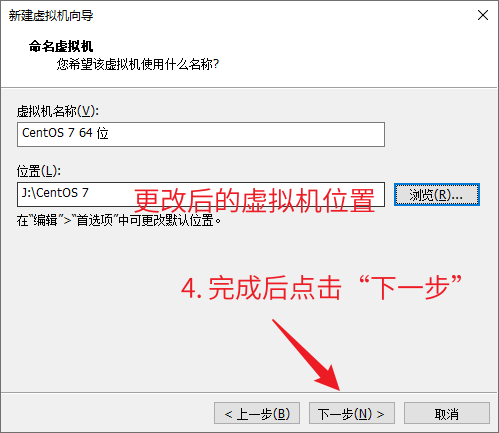 新建虚拟机向导
命名虚拟机
您希望该虚拟机使用什么名称?
虚拟机名称(V):
CentOS 7 64 位
位置(L):
J:\CentOS 7
更改后的虚拟机位置
浏览(R)...
在“编辑”>“首选项”中可更改默认位置。
4. 完成后点击“下一步”
< 上一步(B)
下一步(N) >
取消